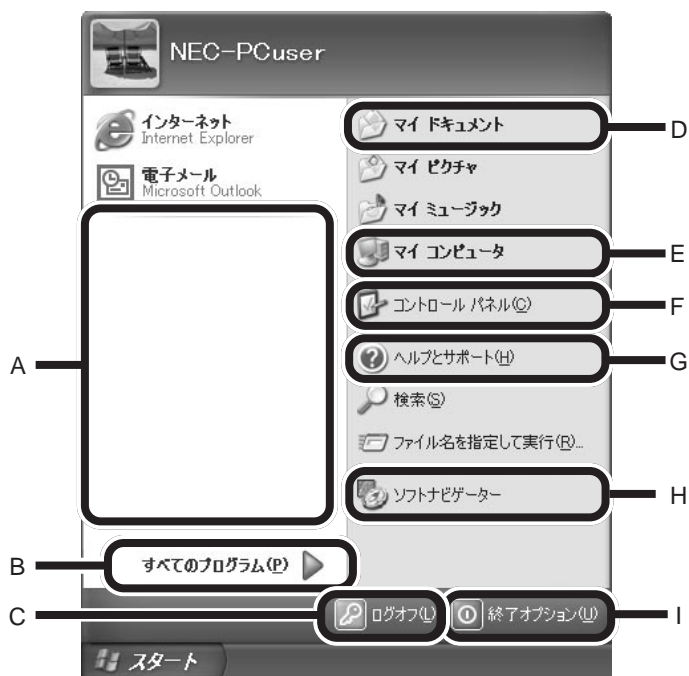 NEC-PCuser
インターネット
Internet Explorer
電子メール
Microsoft Outlook
マイ ドキュメント
マイ ピクチャ
マイ ミュージック
マイ コンピュータ
コントロール パネル(C)
ヘルプとサポート(H)
検索(S)
ファイル名を指定して実行(R)...
ソフトナビゲーター
すべてのプログラム(P)
ログオフ(L)
終了オプション(U)
スタート
A
B
C
D
E
F
G
H
I